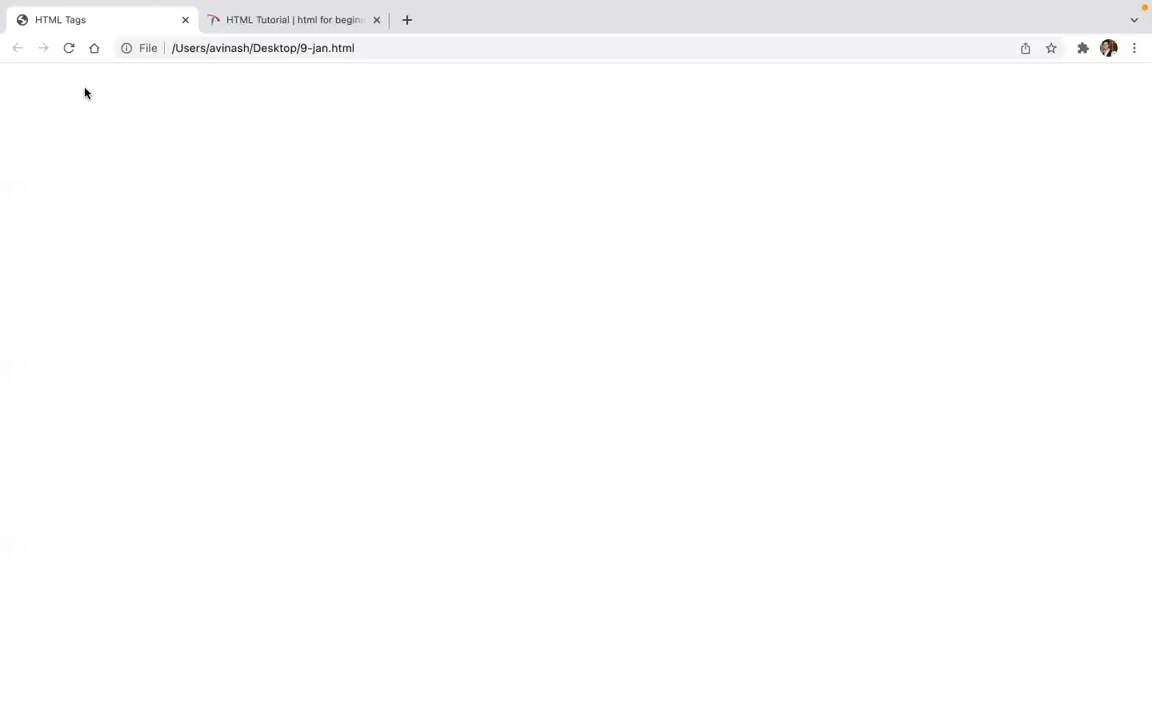 HTML Tags
HTML Tutorial | html for begin
File
/Users/avinash/Desktop/9-jan.html